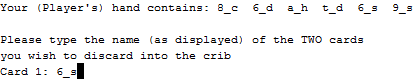 Your (Player's) hand contains: 8_c  6_d  a_h  t_d  6_s  9_s
Please type the name (as displayed) of the TWO cards
you wish to discard into the crib
Card 1: 6_s